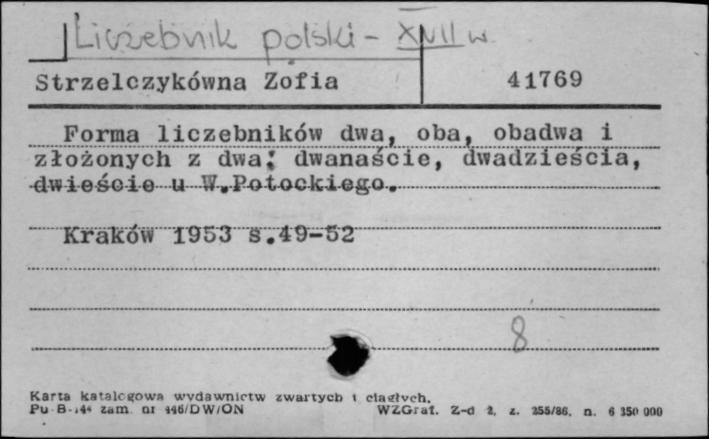 Liczebnik polski - XVII w
Strzelczykówna Zofia 41769
Forma liczebników dwa, oba, obadwa i
złożonych z dwa: dwanaście, dwadzieścia,
dwieście u W.Potockiego.
Kraków 1953 s.49-52
8
Karta katalogowa wydawnictw zwartych i ciągłych.
Pu-B-144 zam. nr 446/DW/ON WZGraf. Z-d 2, z. 255/86. n. 6 350 000